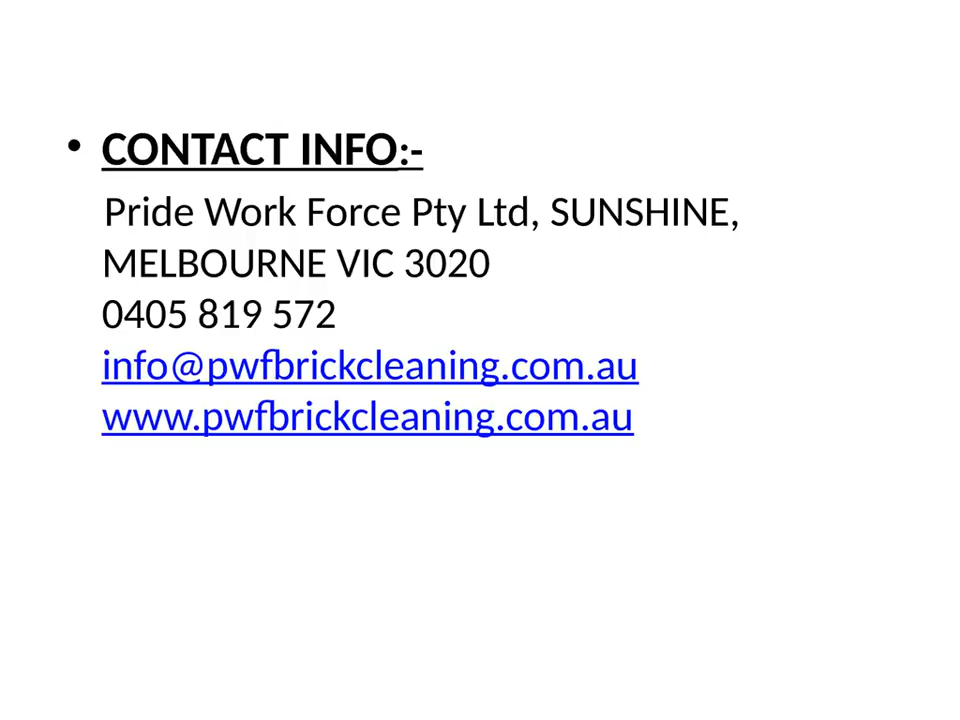 • CONTACT INFO:-
Pride Work Force Pty Ltd, SUNSHINE,
MELBOURNE VIC 3020
0405 819 572
info@pwfbrickcleaning.com.au
www.pwfbrickcleaning.com.au